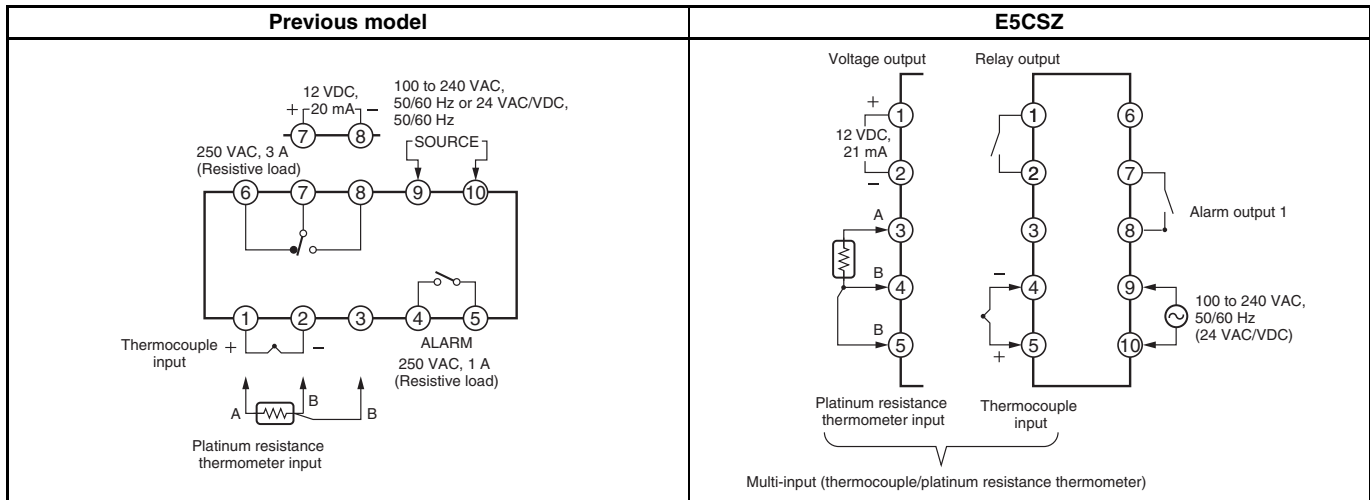 Previous model
E5CSZ
12 VDC,
+ 20 mA −
7 8
100 to 240 VAC,
50/60 Hz or 24 VAC/VDC,
50/60 Hz
SOURCE
250 VAC, 3 A
(Resistive load)
6 7 8 9 10
1 2 3 4 5
Thermocouple
input
+ −
ALARM
250 VAC, 1 A
(Resistive load)
A B B
Platinum resistance
thermometer input
Voltage output
Relay output
+
1
12 VDC,
21 mA
2
−
A
3
B
4
B
5
Platinum resistance
thermometer input
1
2
3
−
4
+
5
Thermocouple
input
6
7
Alarm output 1
8
9
100 to 240 VAC,
50/60 Hz
(24 VAC/VDC)
10
Multi-input (thermocouple/platinum resistance thermometer)